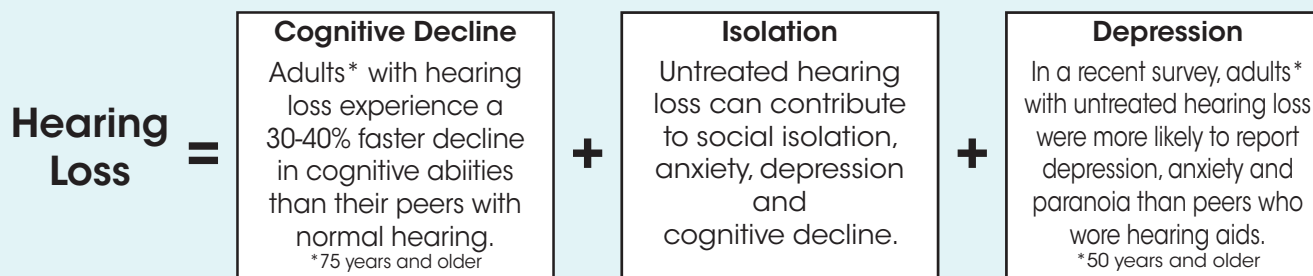 Hearing
Loss
=
Cognitive Decline
Adults* with hearing
loss experience a
30-40% faster decline
in cognitive abiities
than their peers with
normal hearing.
*75 years and older
+
Isolation
Untreated hearing
loss can contribute
to social isolation,
anxiety, depression
and
cognitive decline.
+
Depression
In a recent survey, adults*
with untreated hearing loss
were more likely to report
depression, anxiety and
paranoia than peers who
wore hearing aids.
*50 years and older